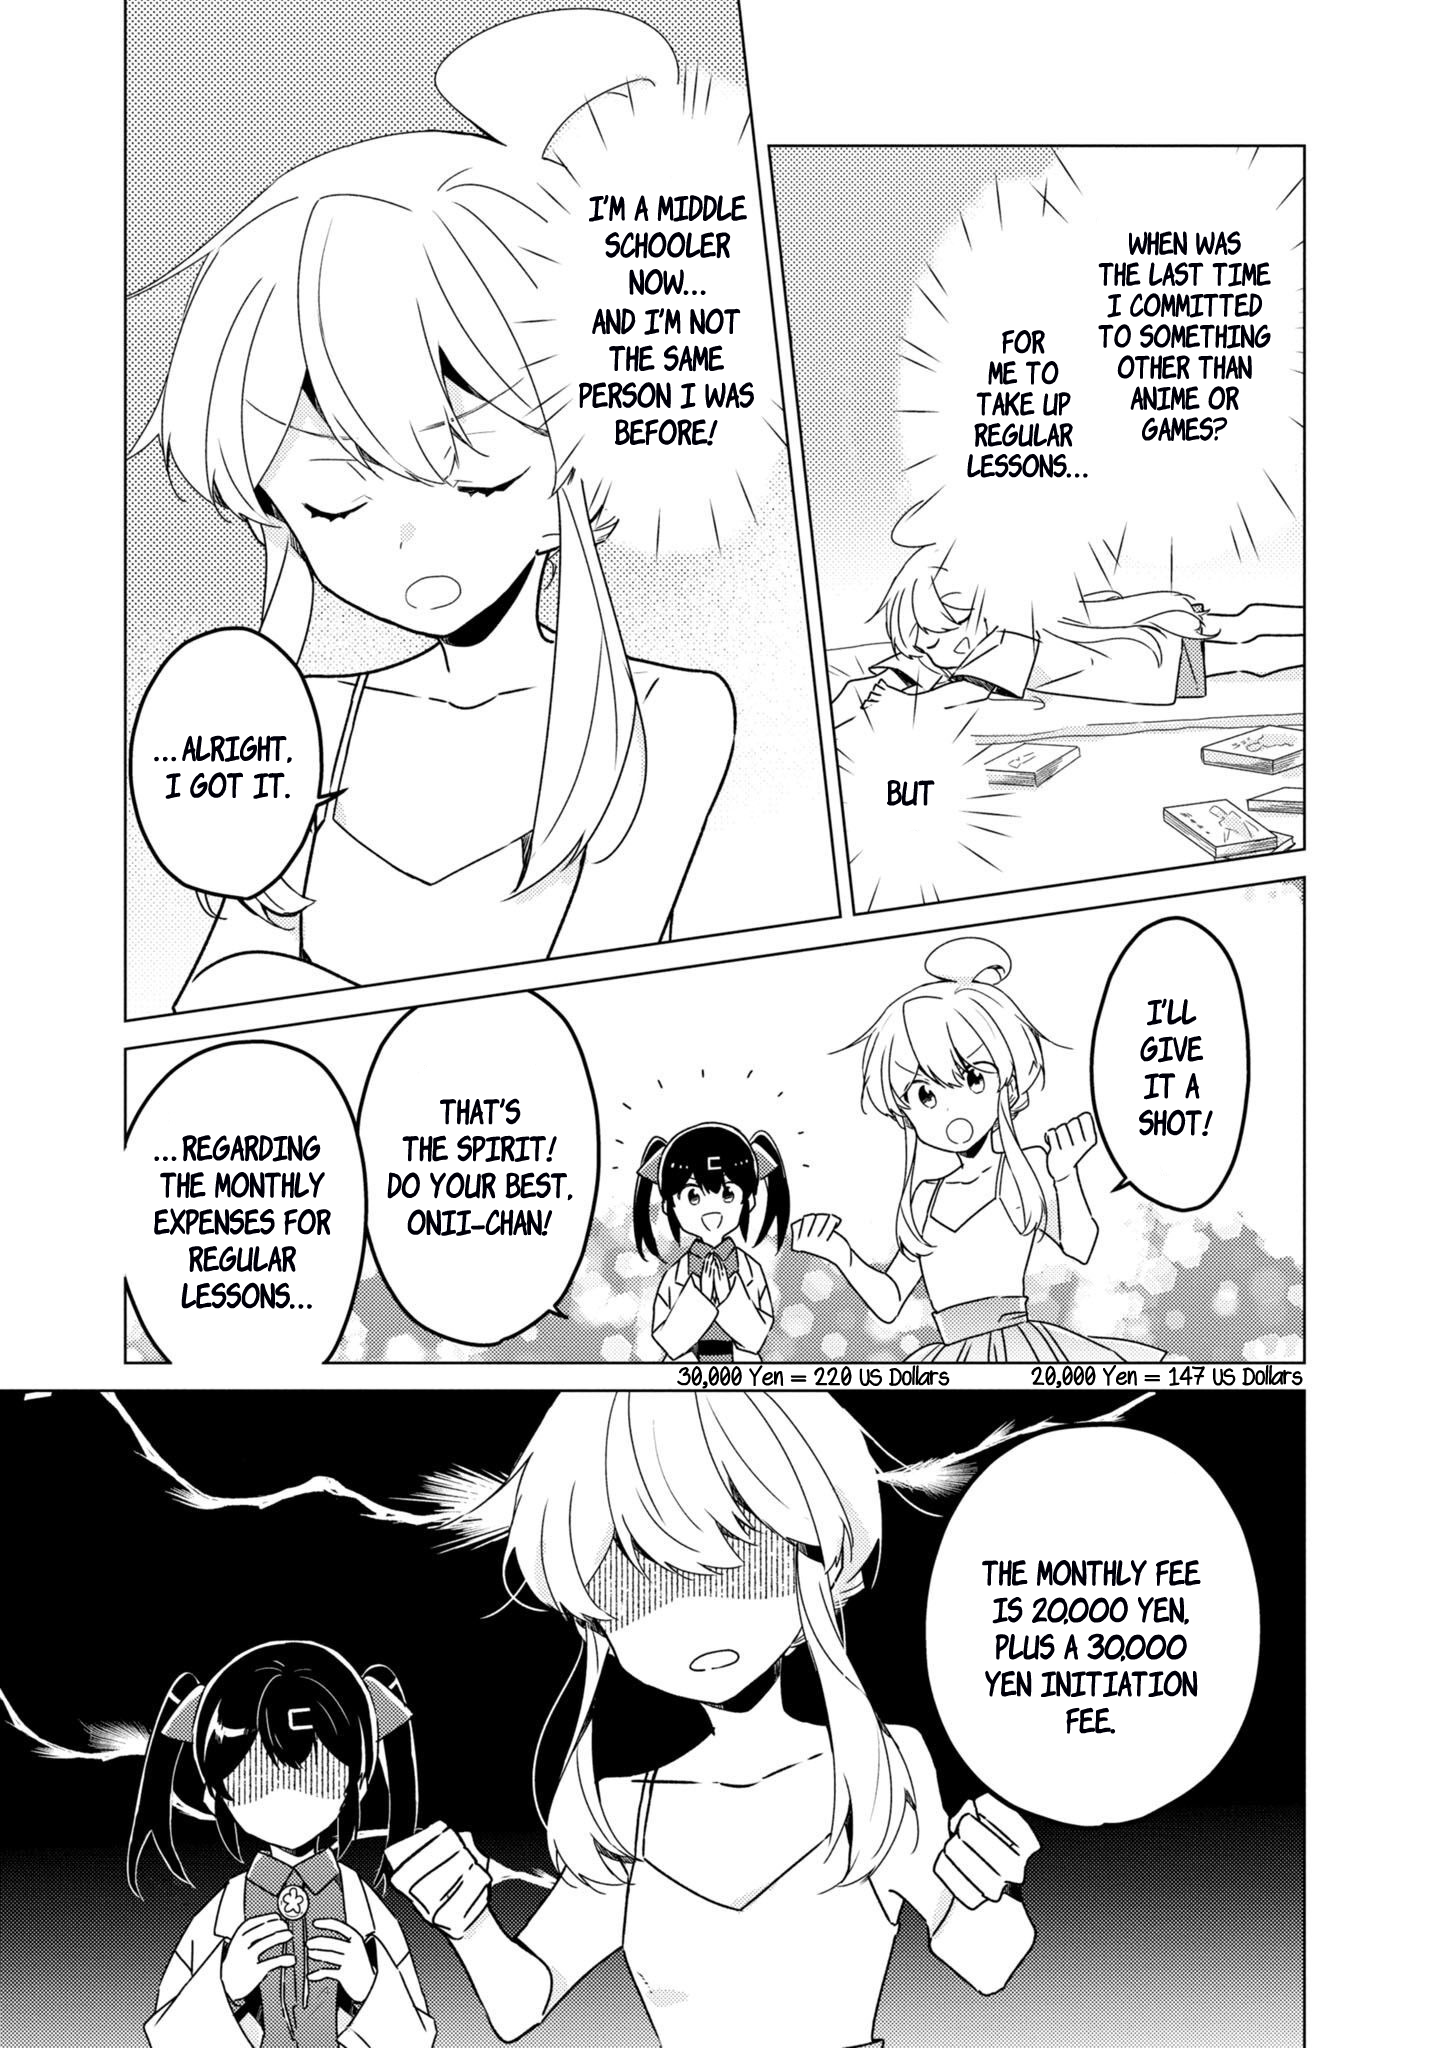 WHEN WAS
THE LAST TIME
I COMMITTED
TO SOMETHING
OTHER THAN
ANIME OR
GAMES?
FOR
ME TO
TAKE UP
REGULAR
LESSONS...
BUT
I'M A MIDDLE
SCHOOLER
NOW...
AND I'M NOT
THE SAME
PERSON I WAS
BEFORE!
...ALRIGHT,
I GOT IT.
I'LL
GIVE
IT A
SHOT!
THAT'S
THE SPIRIT!
DO YOUR BEST,
ONII-CHAN!
...REGARDING
THE MONTHLY
EXPENSES FOR
REGULAR
LESSONS...
30,000 Yen = 220 US Dollars
20,000 Yen = 147 US Dollars
THE MONTHLY FEE
IS 20,000 YEN,
PLUS A 30,000
YEN INITIATION
FEE.